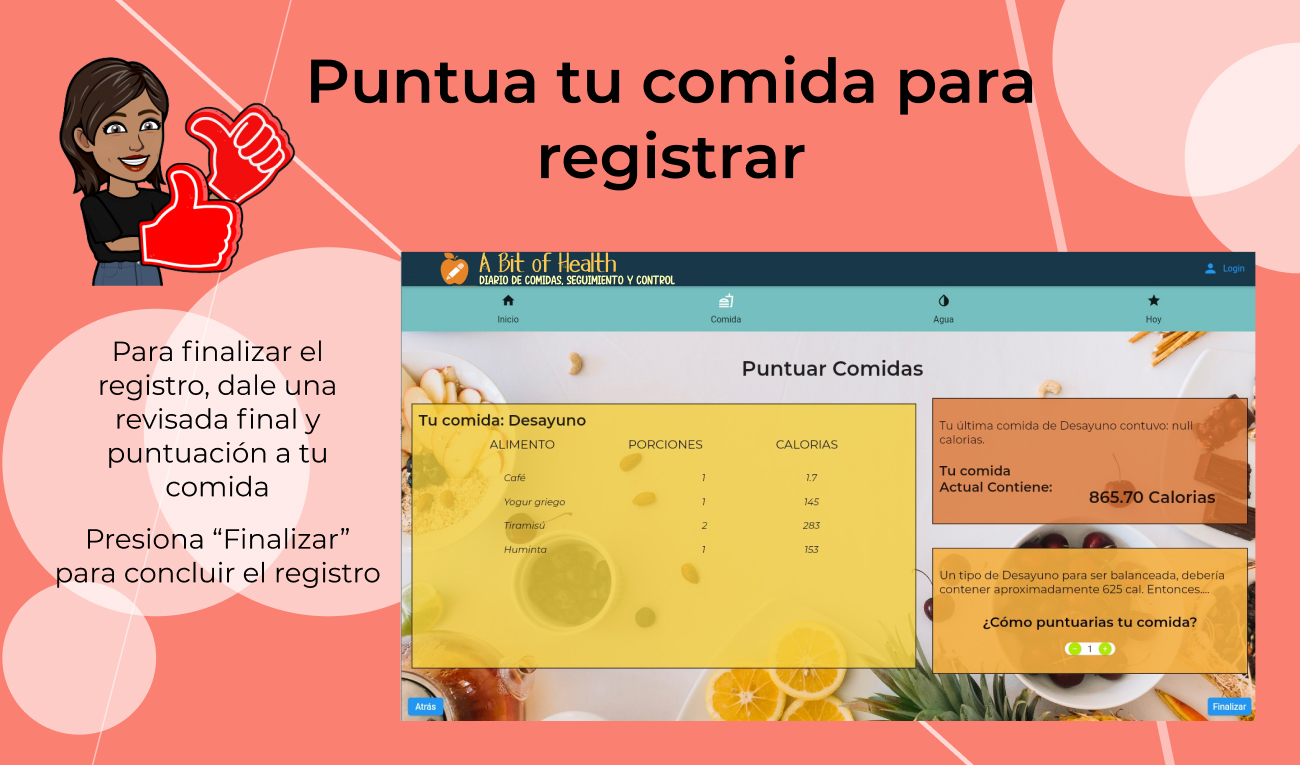 Puntua tu comida para
registrar
Para finalizar el
registro, dale una
revisada final y
puntuación a tu
comida
Presiona “Finalizar”
para concluir el registro
A Bit of Health
DIARIO DE COMIDAS, SEGUIMIENTO Y CONTROL
Login
Inicio
Comida
Agua
Hoy
Puntuar Comidas
Tu comida: Desayuno
ALIMENTO PORCIONES CALORIAS
Café 1 1.7
Yogur griego 1 145
Tiramisú 2 283
Huminta 1 153
Tu última comida de Desayuno contuvo: null
calorias.
Tu comida
Actual Contiene:
865.70 Calorias
Un tipo de Desayuno para ser balanceada, debería
contener aproximadamente 625 cal. Entonces....
¿Cómo puntuarias tu comida?
- 1 +
Atrás
Finalizar